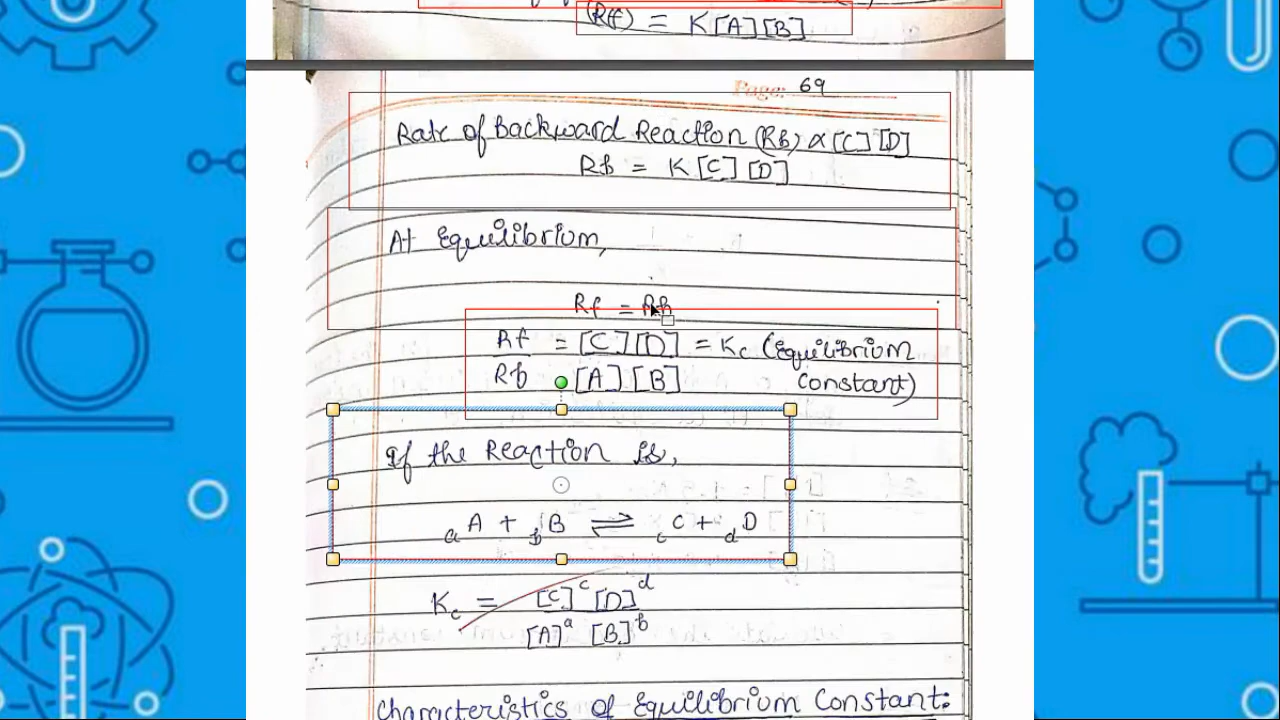 (Rf) = K[A][B]
Page: 69
Rate of Backward Reaction (Rb) ∝ [C][D]
Rb = K[C][D]
At Equilibrium,
Rf = Rb
Rf = [C][D] = Kc (Equilibrium
Rb [A][B] constant)
If the Reaction is,
aA + bB ⇌ cC + dD
Kc = [C]^c [D]^d
[A]^a [B]^b
Characteristics of Equilibrium Constant: